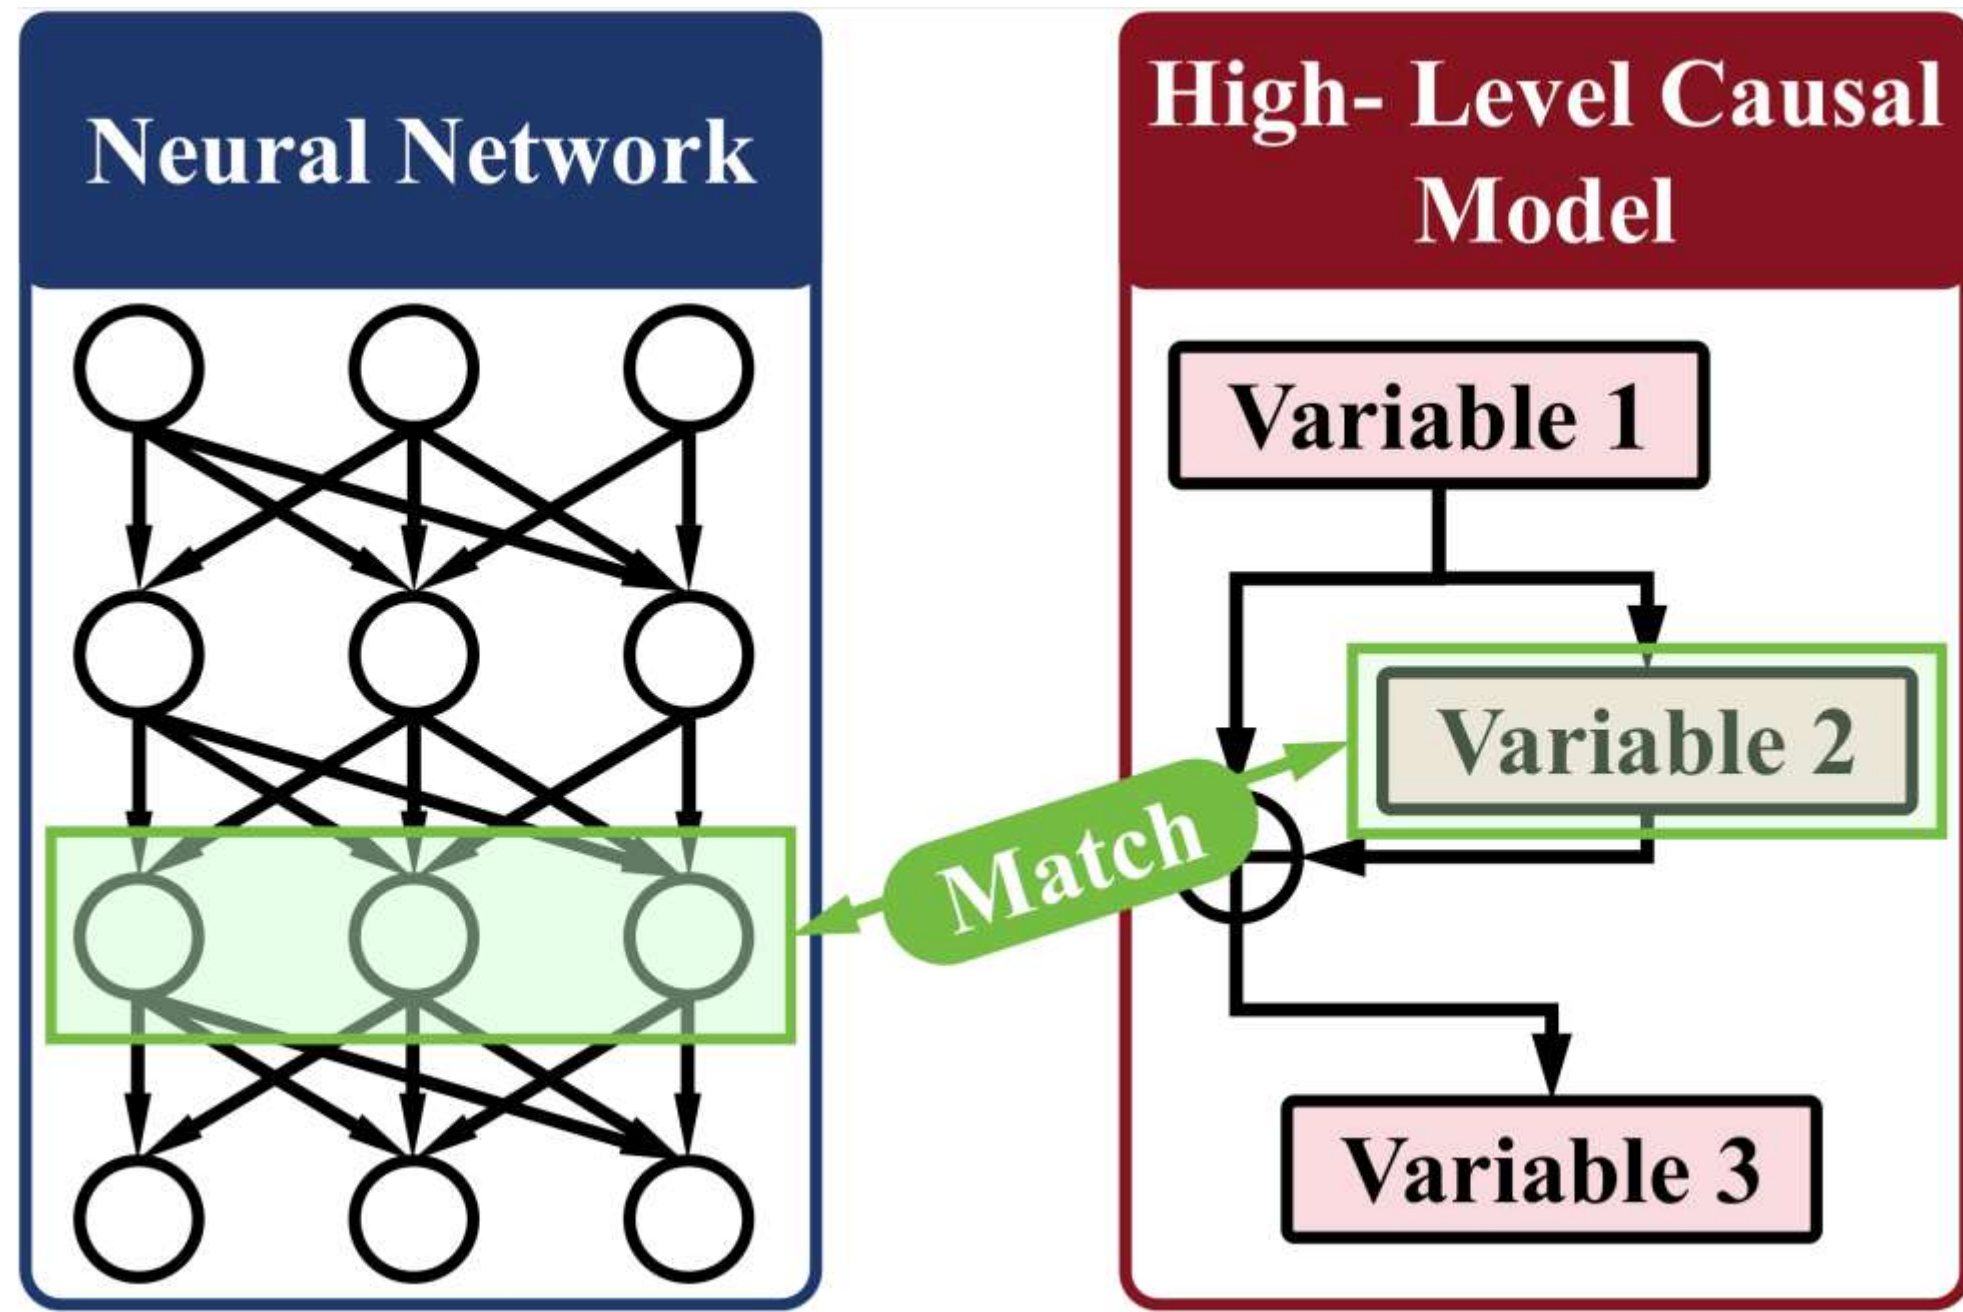 Neural Network
High- Level Causal
Model
Variable 1
Variable 2
Match
Variable 3